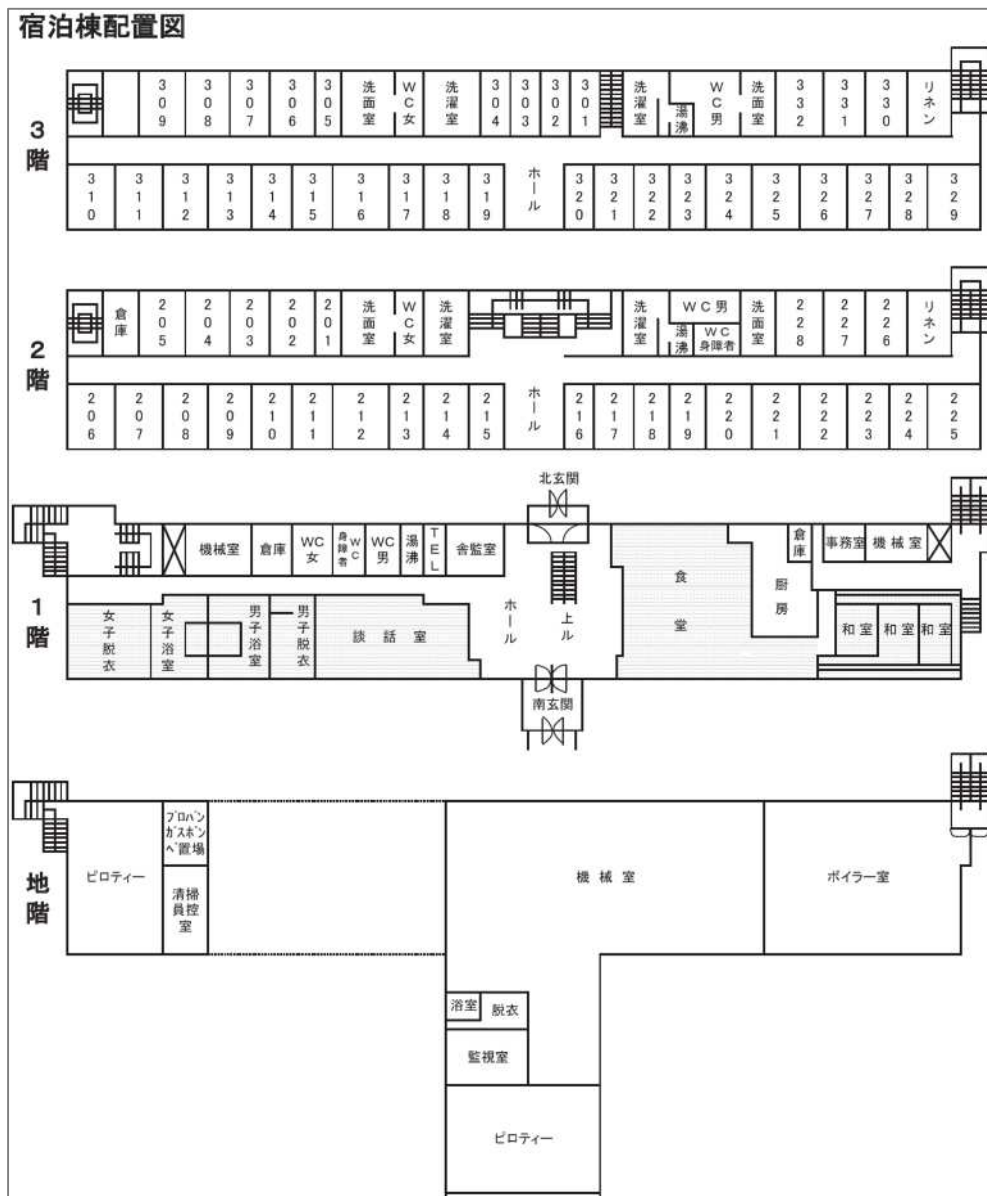 宿泊棟配置図
3階
309
308
307
306
305
洗面室
WC女
洗濯室
304
303
302
301
洗濯室
湯沸
WC男
洗面室
332
331
330
リネン
310
311
312
313
314
315
316
317
318
319
ホール
320
321
322
323
324
325
326
327
328
329
2階
倉庫
205
204
203
202
201
洗面室
WC女
洗濯室
洗濯室
WC男
湯沸
WC
身障者
洗面室
228
227
226
リネン
206
207
208
209
210
211
212
213
214
215
ホール
216
217
218
219
220
221
222
223
224
225
1階
北玄関
機械室
倉庫
WC
女
身障者
WC
WC
男
湯沸
TEL
舎監室
ホール
上ル
食堂
厨房
倉庫
事務室
機械室
女子脱衣
女子浴室
男子浴室
男子脱衣
談話室
和室
和室
和室
南玄関
地階
ピロティー
プロパン
ガスボン
ベ置場
清掃
員控
室
機械室
ボイラー室
浴室
脱衣
監視室
ピロティー